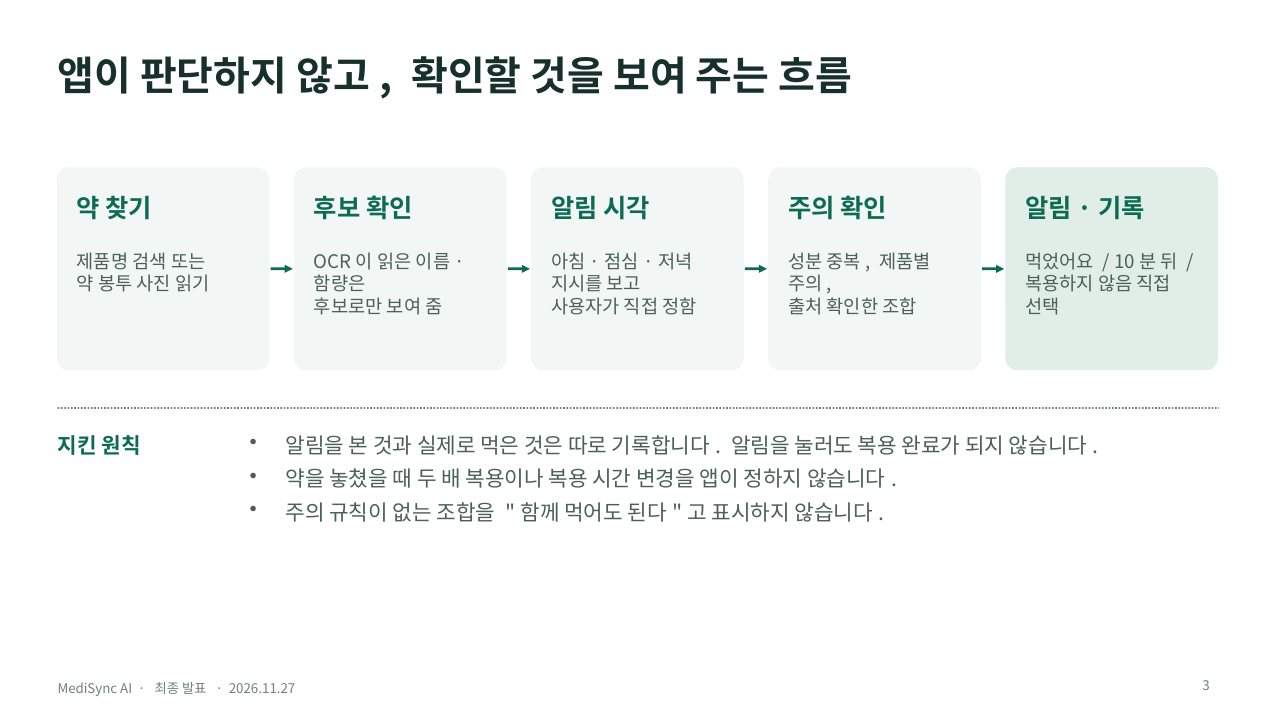 앱이 판단하지 않고 , 확인할 것을 보여 주는 흐름
약 찾기
제품명 검색 또는
약 봉투 사진 읽기
후보 확인
OCR 이 읽은 이름 ·
함량은
후보로만 보여 줌
알림 시각
아침 · 점심 · 저녁
지시를 보고
사용자가 직접 정함
주의 확인
성분 중복 , 제품별
주의 ,
출처 확인한 조합
알림 · 기록
먹었어요 / 10 분 뒤 /
복용하지 않음 직접
선택
지킨 원칙
• 알림을 본 것과 실제로 먹은 것은 따로 기록합니다 . 알림을 눌러도 복용 완료가 되지 않습니다 .
• 약을 놓쳤을 때 두 배 복용이나 복용 시간 변경을 앱이 정하지 않습니다 .
• 주의 규칙이 없는 조합을 " 함께 먹어도 된다 " 고 표시하지 않습니다 .
MediSync AI · 최종 발표 · 2026.11.27
3